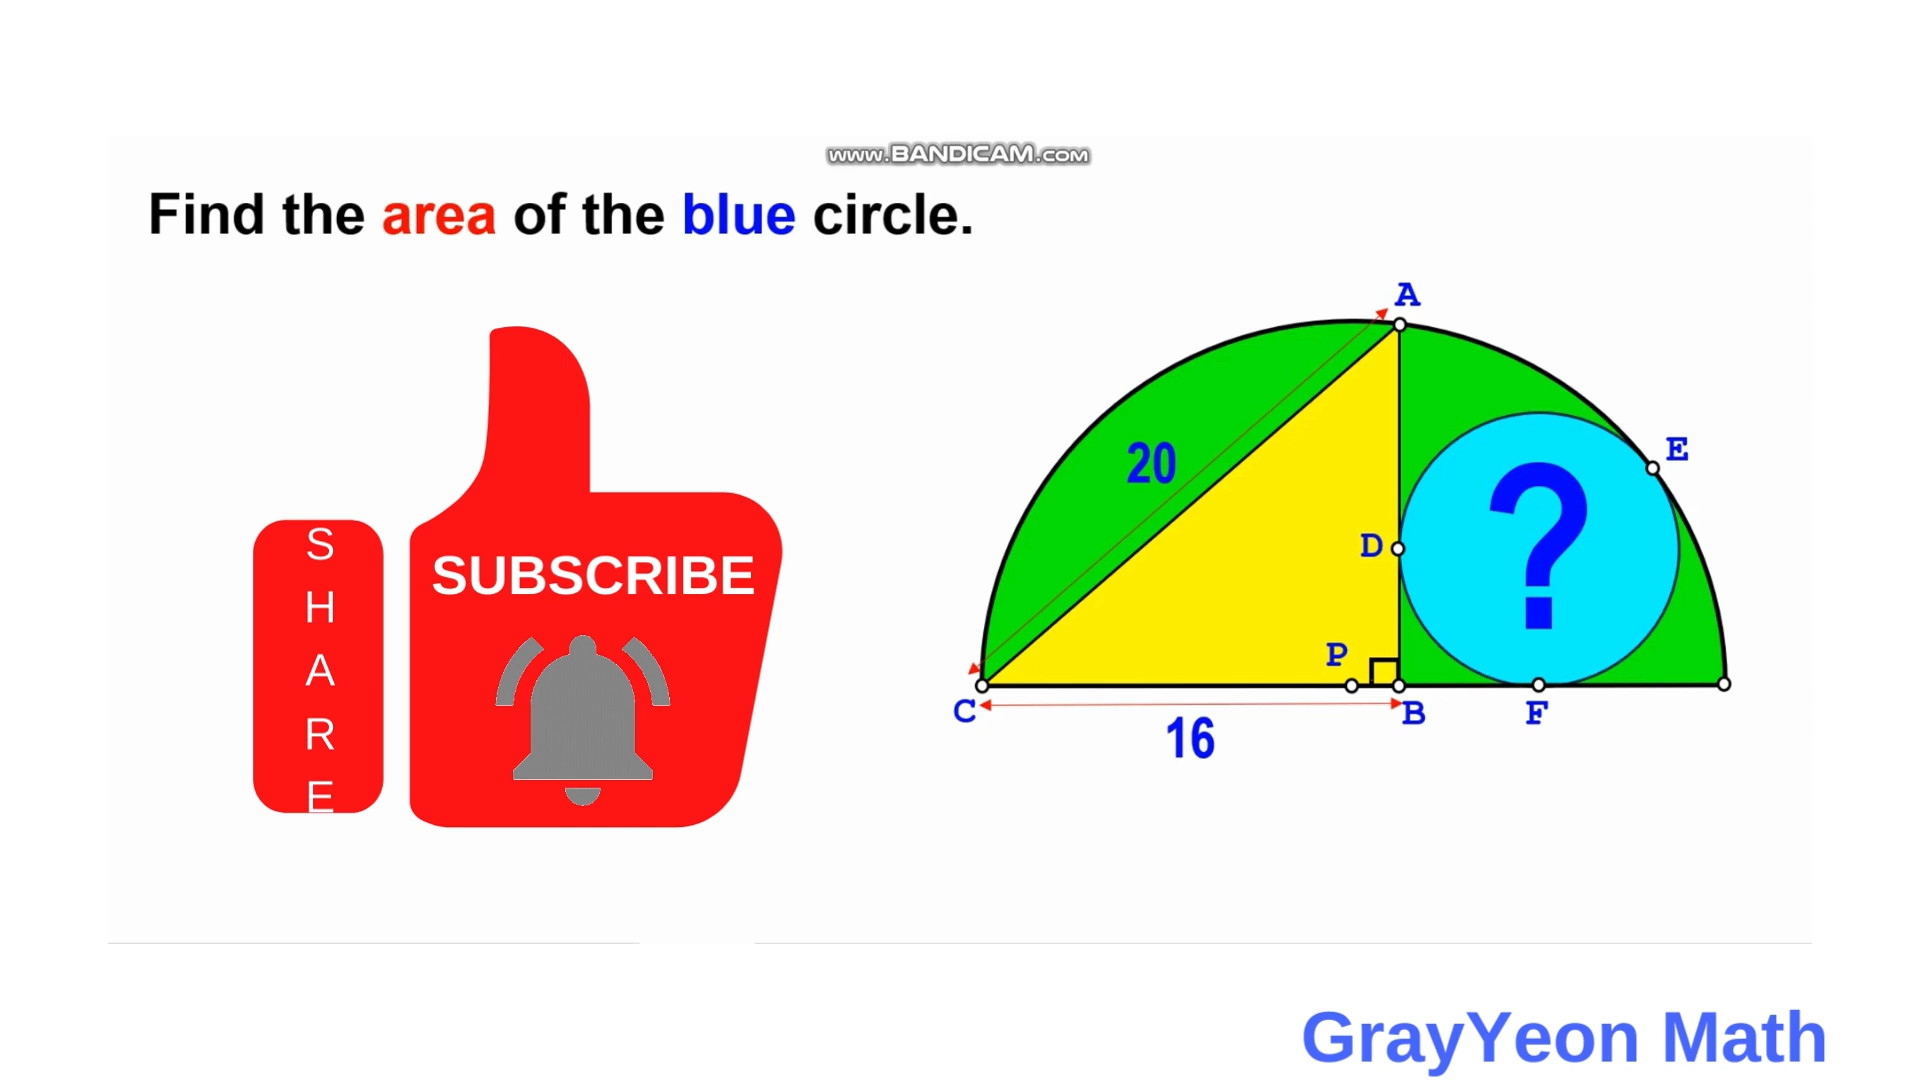 www.BANDICAM.com
Find the area of the blue circle.
A
E
20
?
D
S
H
A
R
E
SUBSCRIBE
P
C
B
F
16
GrayYeon Math